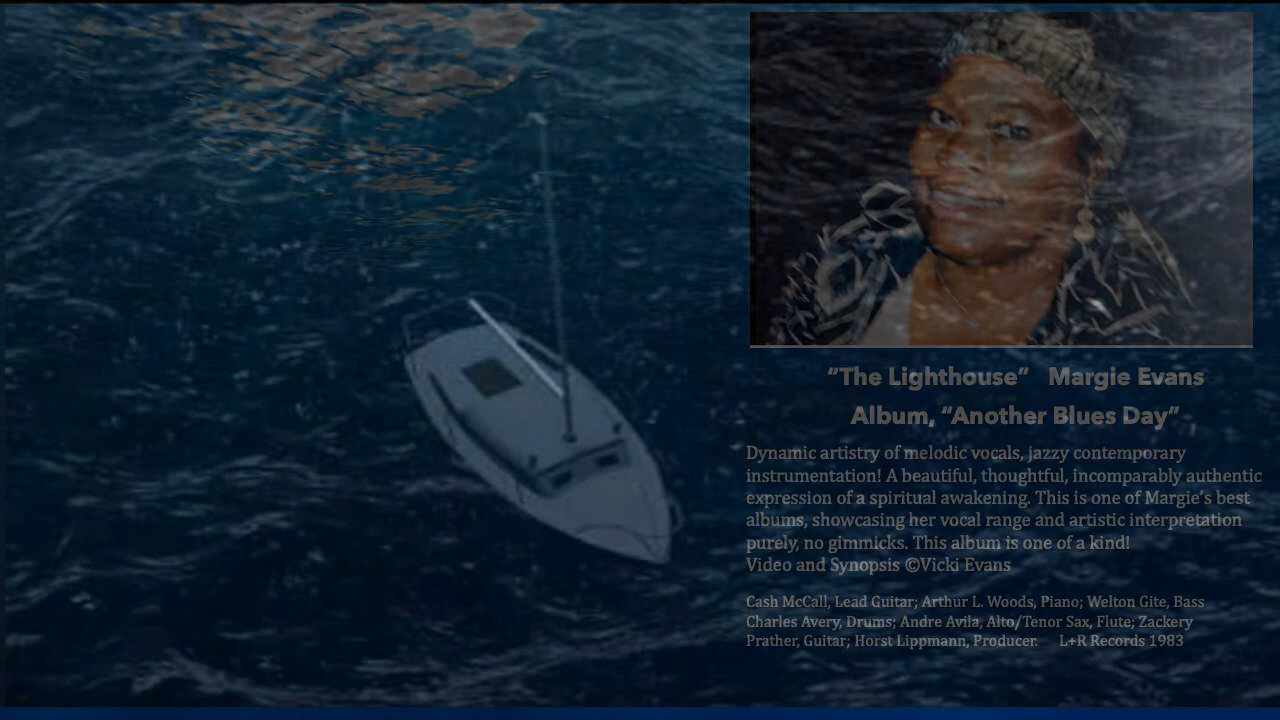 “The Lighthouse” Margie Evans
Album, “Another Blues Day”
Dynamic artistry of melodic vocals, jazzy contemporary
instrumentation! A beautiful, thoughtful, incomparably authentic
expression of a spiritual awakening. This is one of Margie’s best
albums, showcasing her vocal range and artistic interpretation
purely, no gimmicks. This album is one of a kind!
Video and Synopsis ©Vicki Evans
Cash McCall, Lead Guitar; Arthur L. Woods, Piano; Welton Gite, Bass
Charles Avery, Drums; Andre Avila, Alto/Tenor Sax, Flute; Zackery
Prather, Guitar; Horst Lippmann, Producer. L+R Records 1983